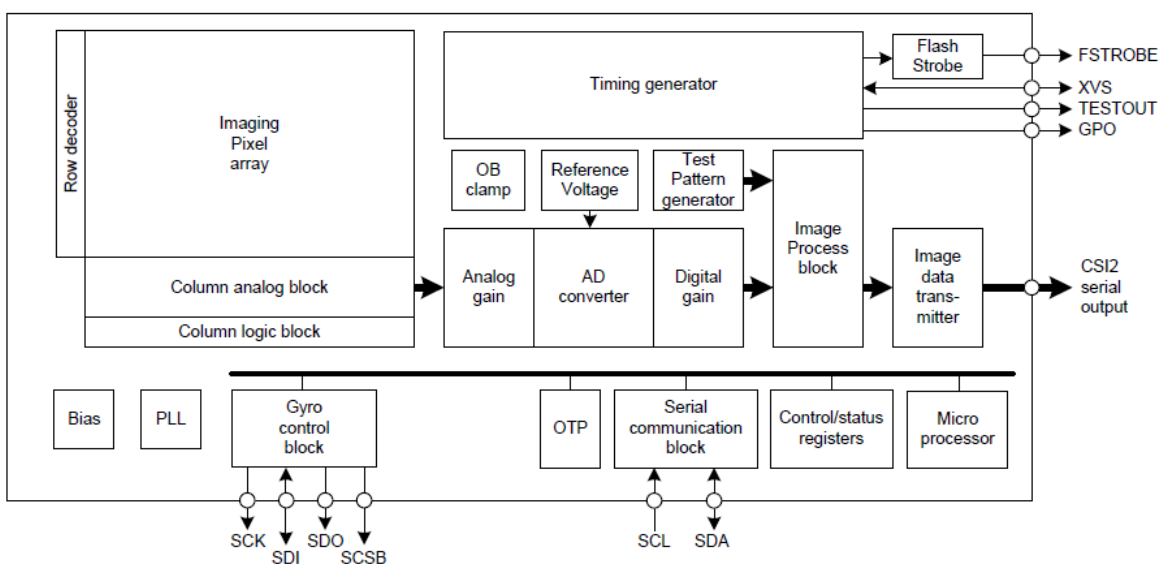 Row decoder
Imaging
Pixel
array
Column analog block
Column logic block
Timing generator
Flash
Strobe
FSTROBE
XVS
TESTOUT
GPO
OB
clamp
Reference
Voltage
Test
Pattern
generator
Analog
gain
AD
converter
Digital
gain
Image
Process
block
Image
data
trans-
mitter
CSI2
serial
output
Bias
PLL
Gyro
control
block
OTP
Serial
communication
block
Control/status
registers
Micro
processor
SCK
SDI
SDO
SCSB
SCL
SDA